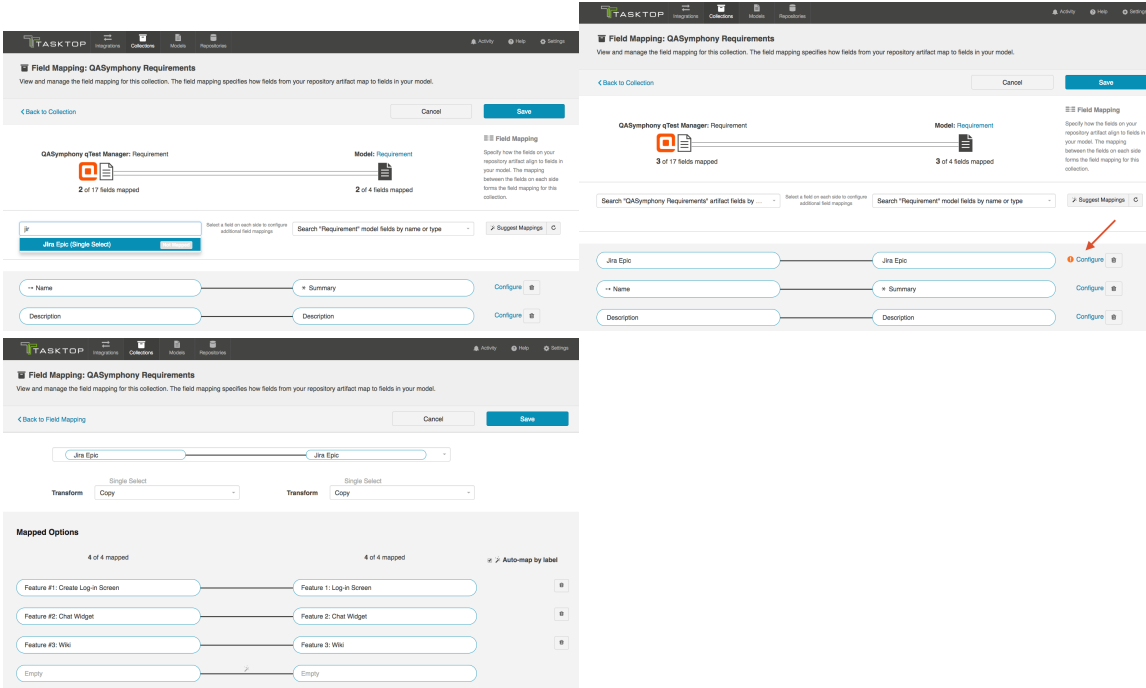 TASKTOP Integrations Collections Models Repositories Activity Help Settings
Field Mapping: QASymphony Requirements
View and manage the field mapping for this collection. The field mapping specifies how fields from your repository artifact map to fields in your model.
Back to Collection Cancel Save
Field Mapping
Specify how the fields on your
repository artifact align to fields in
your model. The mapping
between the fields on each side
forms the field mapping for this
collection.
QASymphony qTest Manager: Requirement Model: Requirement
2 of 17 fields mapped 2 of 4 fields mapped
jir
Select a field on each side to configure
additional field mappings
Search "Requirement" model fields by name or type
Suggest Mappings
Jira Epic (Single Select) Not Mapped
Name Summary Configure
Description Description Configure
TASKTOP Integrations Collections Models Repositories Activity Help Settings
Field Mapping: QASymphony Requirements
View and manage the field mapping for this collection. The field mapping specifies how fields from your repository artifact map to fields in your model.
Back to Collection Cancel Save
Field Mapping
Specify how the fields on your
repository artifact align to fields in
your model. The mapping
between the fields on each side
forms the field mapping for this
collection.
QASymphony qTest Manager: Requirement Model: Requirement
3 of 17 fields mapped 3 of 4 fields mapped
Search "QASymphony Requirements" artifact fields by ...
Select a field on each side to configure
additional field mappings
Search "Requirement" model fields by name or type
Suggest Mappings
Jira Epic Jira Epic Configure
Name Summary Configure
Description Description Configure
TASKTOP Integrations Collections Models Repositories Activity Help Settings
Field Mapping: QASymphony Requirements
View and manage the field mapping for this collection. The field mapping specifies how fields from your repository artifact map to fields in your model.
Back to Field Mapping Cancel Save
Jira Epic Jira Epic
Single Select Single Select
Transform Copy Transform Copy
Mapped Options
4 of 4 mapped 4 of 4 mapped Auto-map by label
Feature #1: Create Log-in Screen Feature 1: Log-in Screen
Feature #2: Chat Widget Feature 2: Chat Widget
Feature #3: Wiki Feature 3: Wiki
Empty Empty